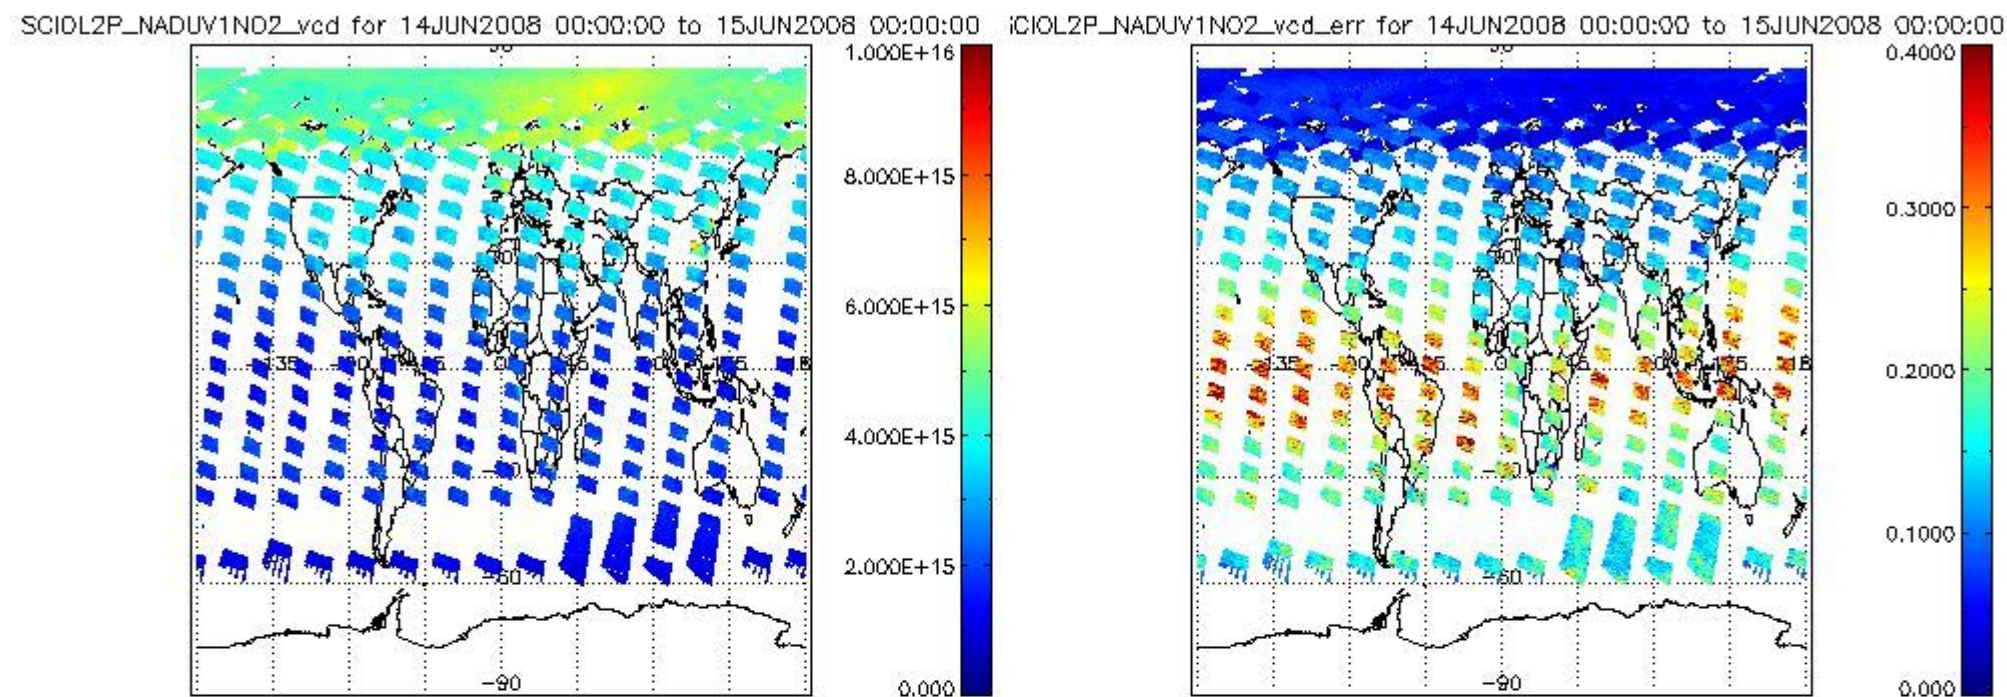 SCIOL2P_NADUV1NO2_vcd for 14JUN2008 00:00:00 to 15JUN2008 00:00:00
1.000E+16
8.000E+15
6.000E+15
4.000E+15
2.000E+15
0.000
-60
-90
CIOL2P_NADUV1NO2_vcd_err for 14JUN2008 00:00:00 to 15JUN2008 00:00:00
0.4000
0.3000
0.2000
0.1000
0.000
-60
-90